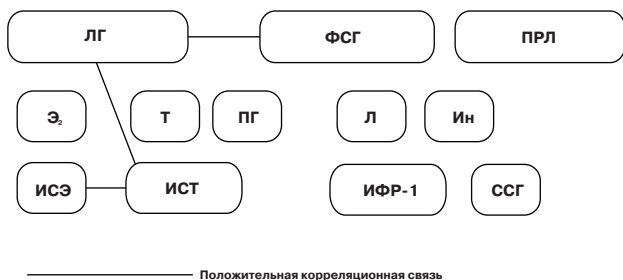 ЛГ ФСГ ПРЛ
Э₂ Т ПГ Л Ин
ИСЭ ИСТ ИФР-1 ССГ
Положительная корреляционная связь